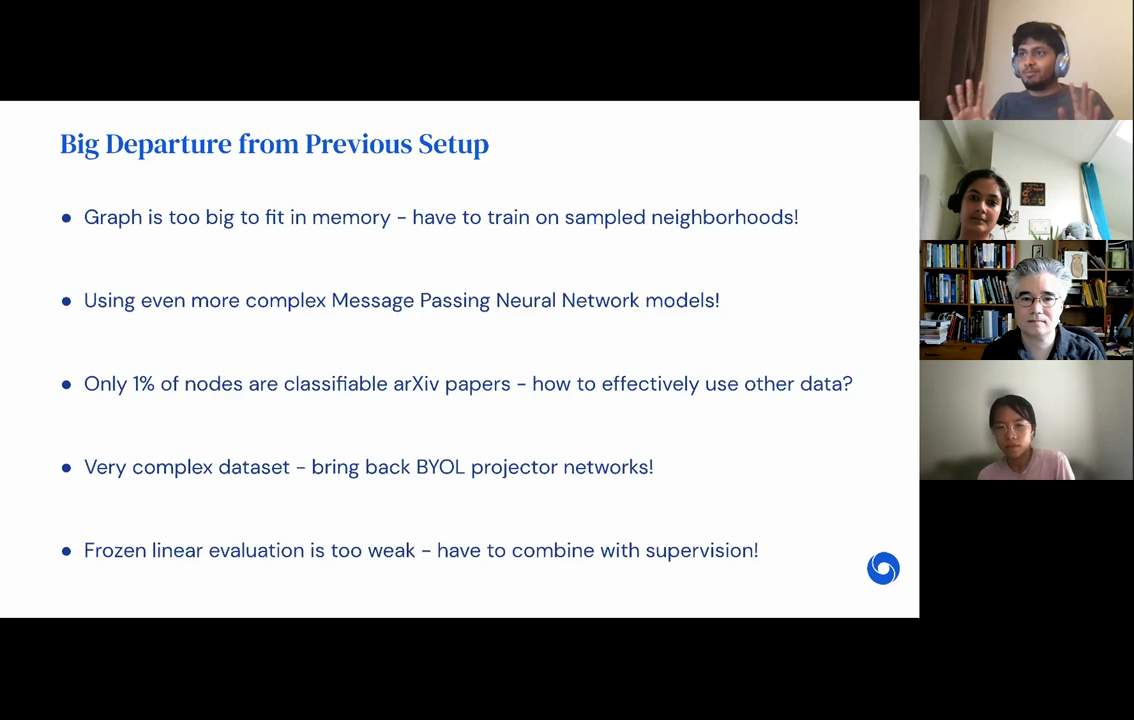 Big Departure from Previous Setup
● Graph is too big to fit in memory - have to train on sampled neighborhoods!
● Using even more complex Message Passing Neural Network models!
● Only 1% of nodes are classifiable arXiv papers - how to effectively use other data?
● Very complex dataset - bring back BYOL projector networks!
● Frozen linear evaluation is too weak - have to combine with supervision!